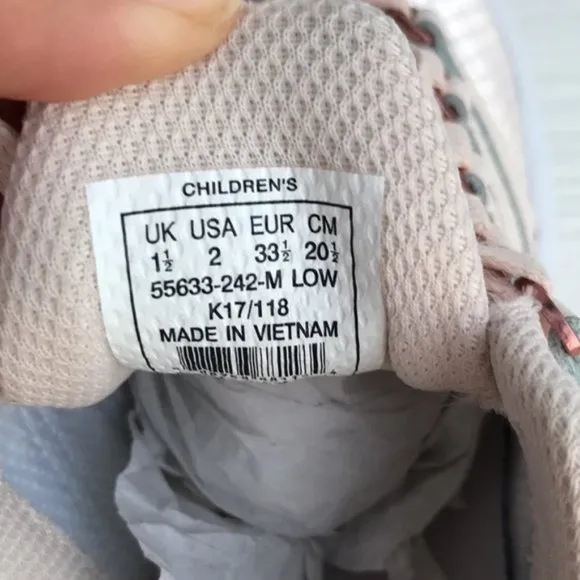 CHILDREN'S
UK USA EUR CM
1½ 2 33½ 20½
55633-242-M LOW
K17/118
MADE IN VIETNAM